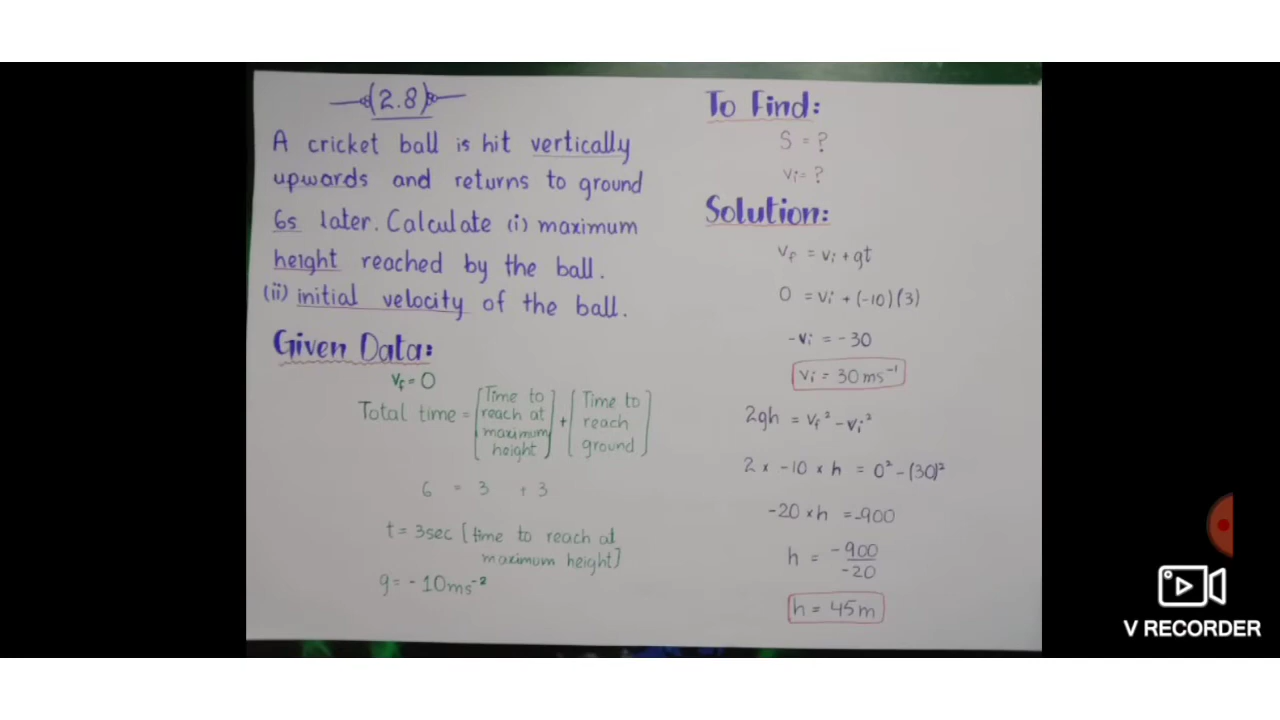 (2.8)
A cricket ball is hit vertically
upwards and returns to ground
6s later. Calculate (i) maximum
height reached by the ball.
(ii) initial velocity of the ball.
Given Data:
vf = 0
Total time = [Time to reach at maximum height] + [Time to reach ground]
6 = 3 + 3
t = 3sec [time to reach at
maximum height]
g = -10ms⁻²
To Find:
S = ?
vi = ?
Solution:
vf = vi + gt
0 = vi + (-10)(3)
-vi = -30
vi = 30ms⁻¹
2gh = vf² - vi²
2 × -10 × h = 0² - (30)²
-20 × h = -900
h = -900/-20
h = 45m
V RECORDER